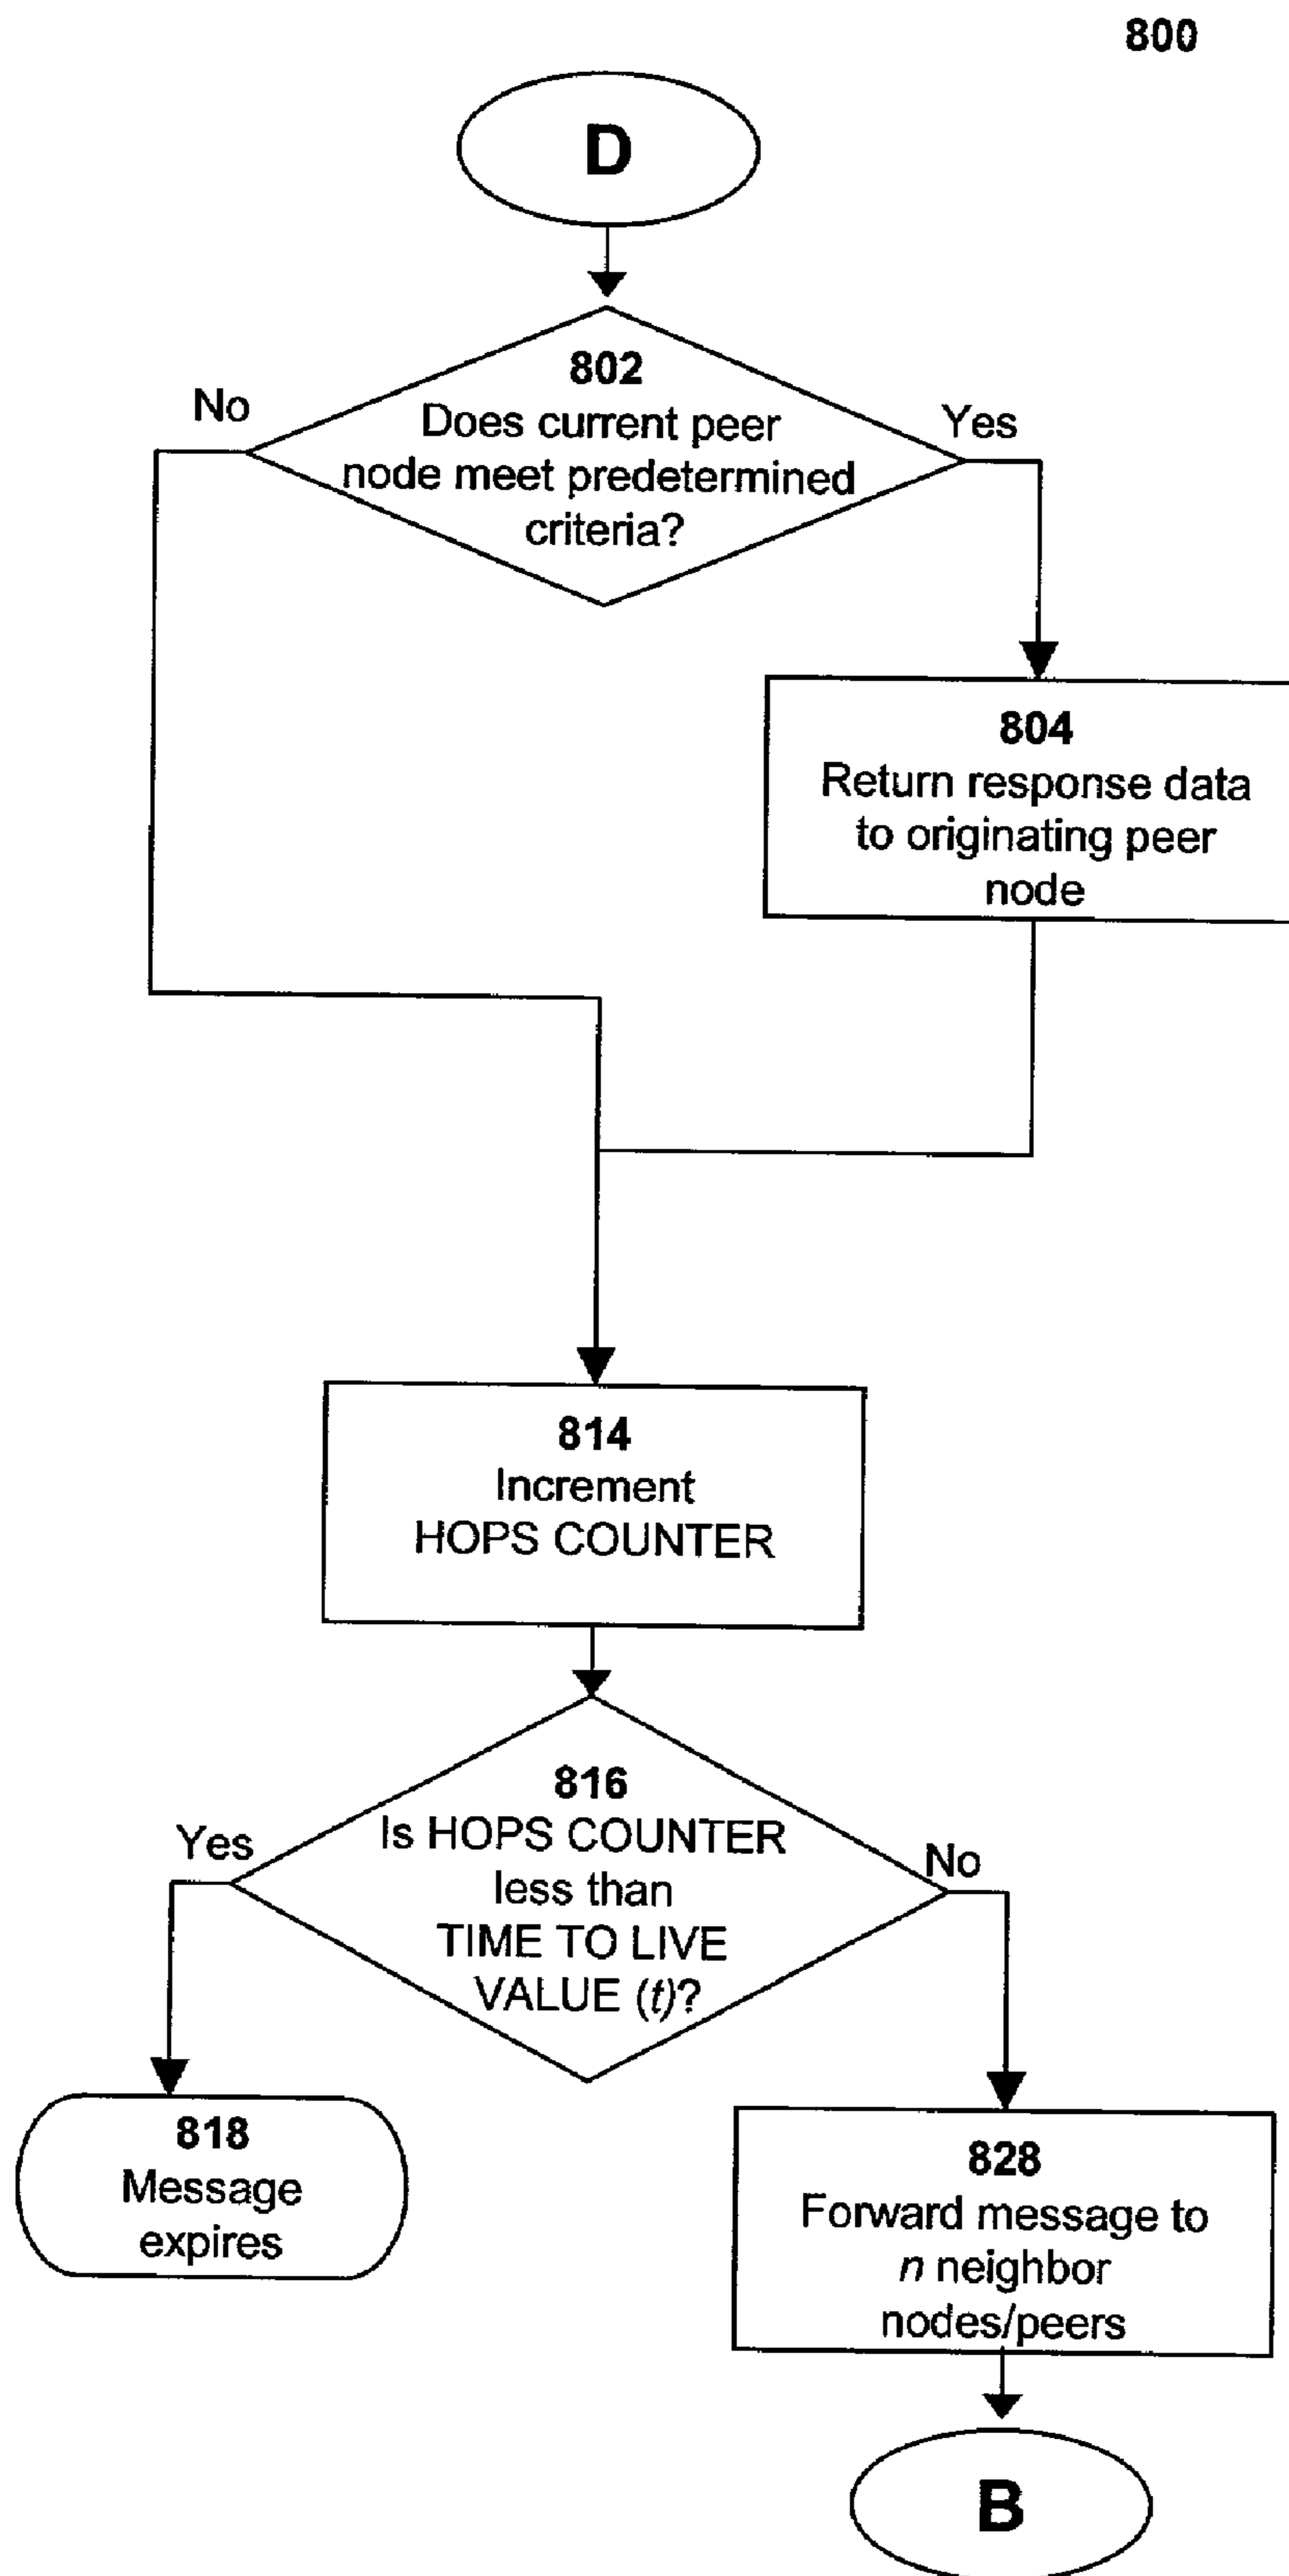 800
D
802
No
Yes
Does current peer
node meet predetermined
criteria?
804
Return response data
to originating peer
node
814
Increment
HOPS COUNTER
816
Yes
Is HOPS COUNTER
No
less than
TIME TO LIVE
VALUE (t)?
818
Message
expires
828
Forward message to
n neighbor
nodes/peers
B